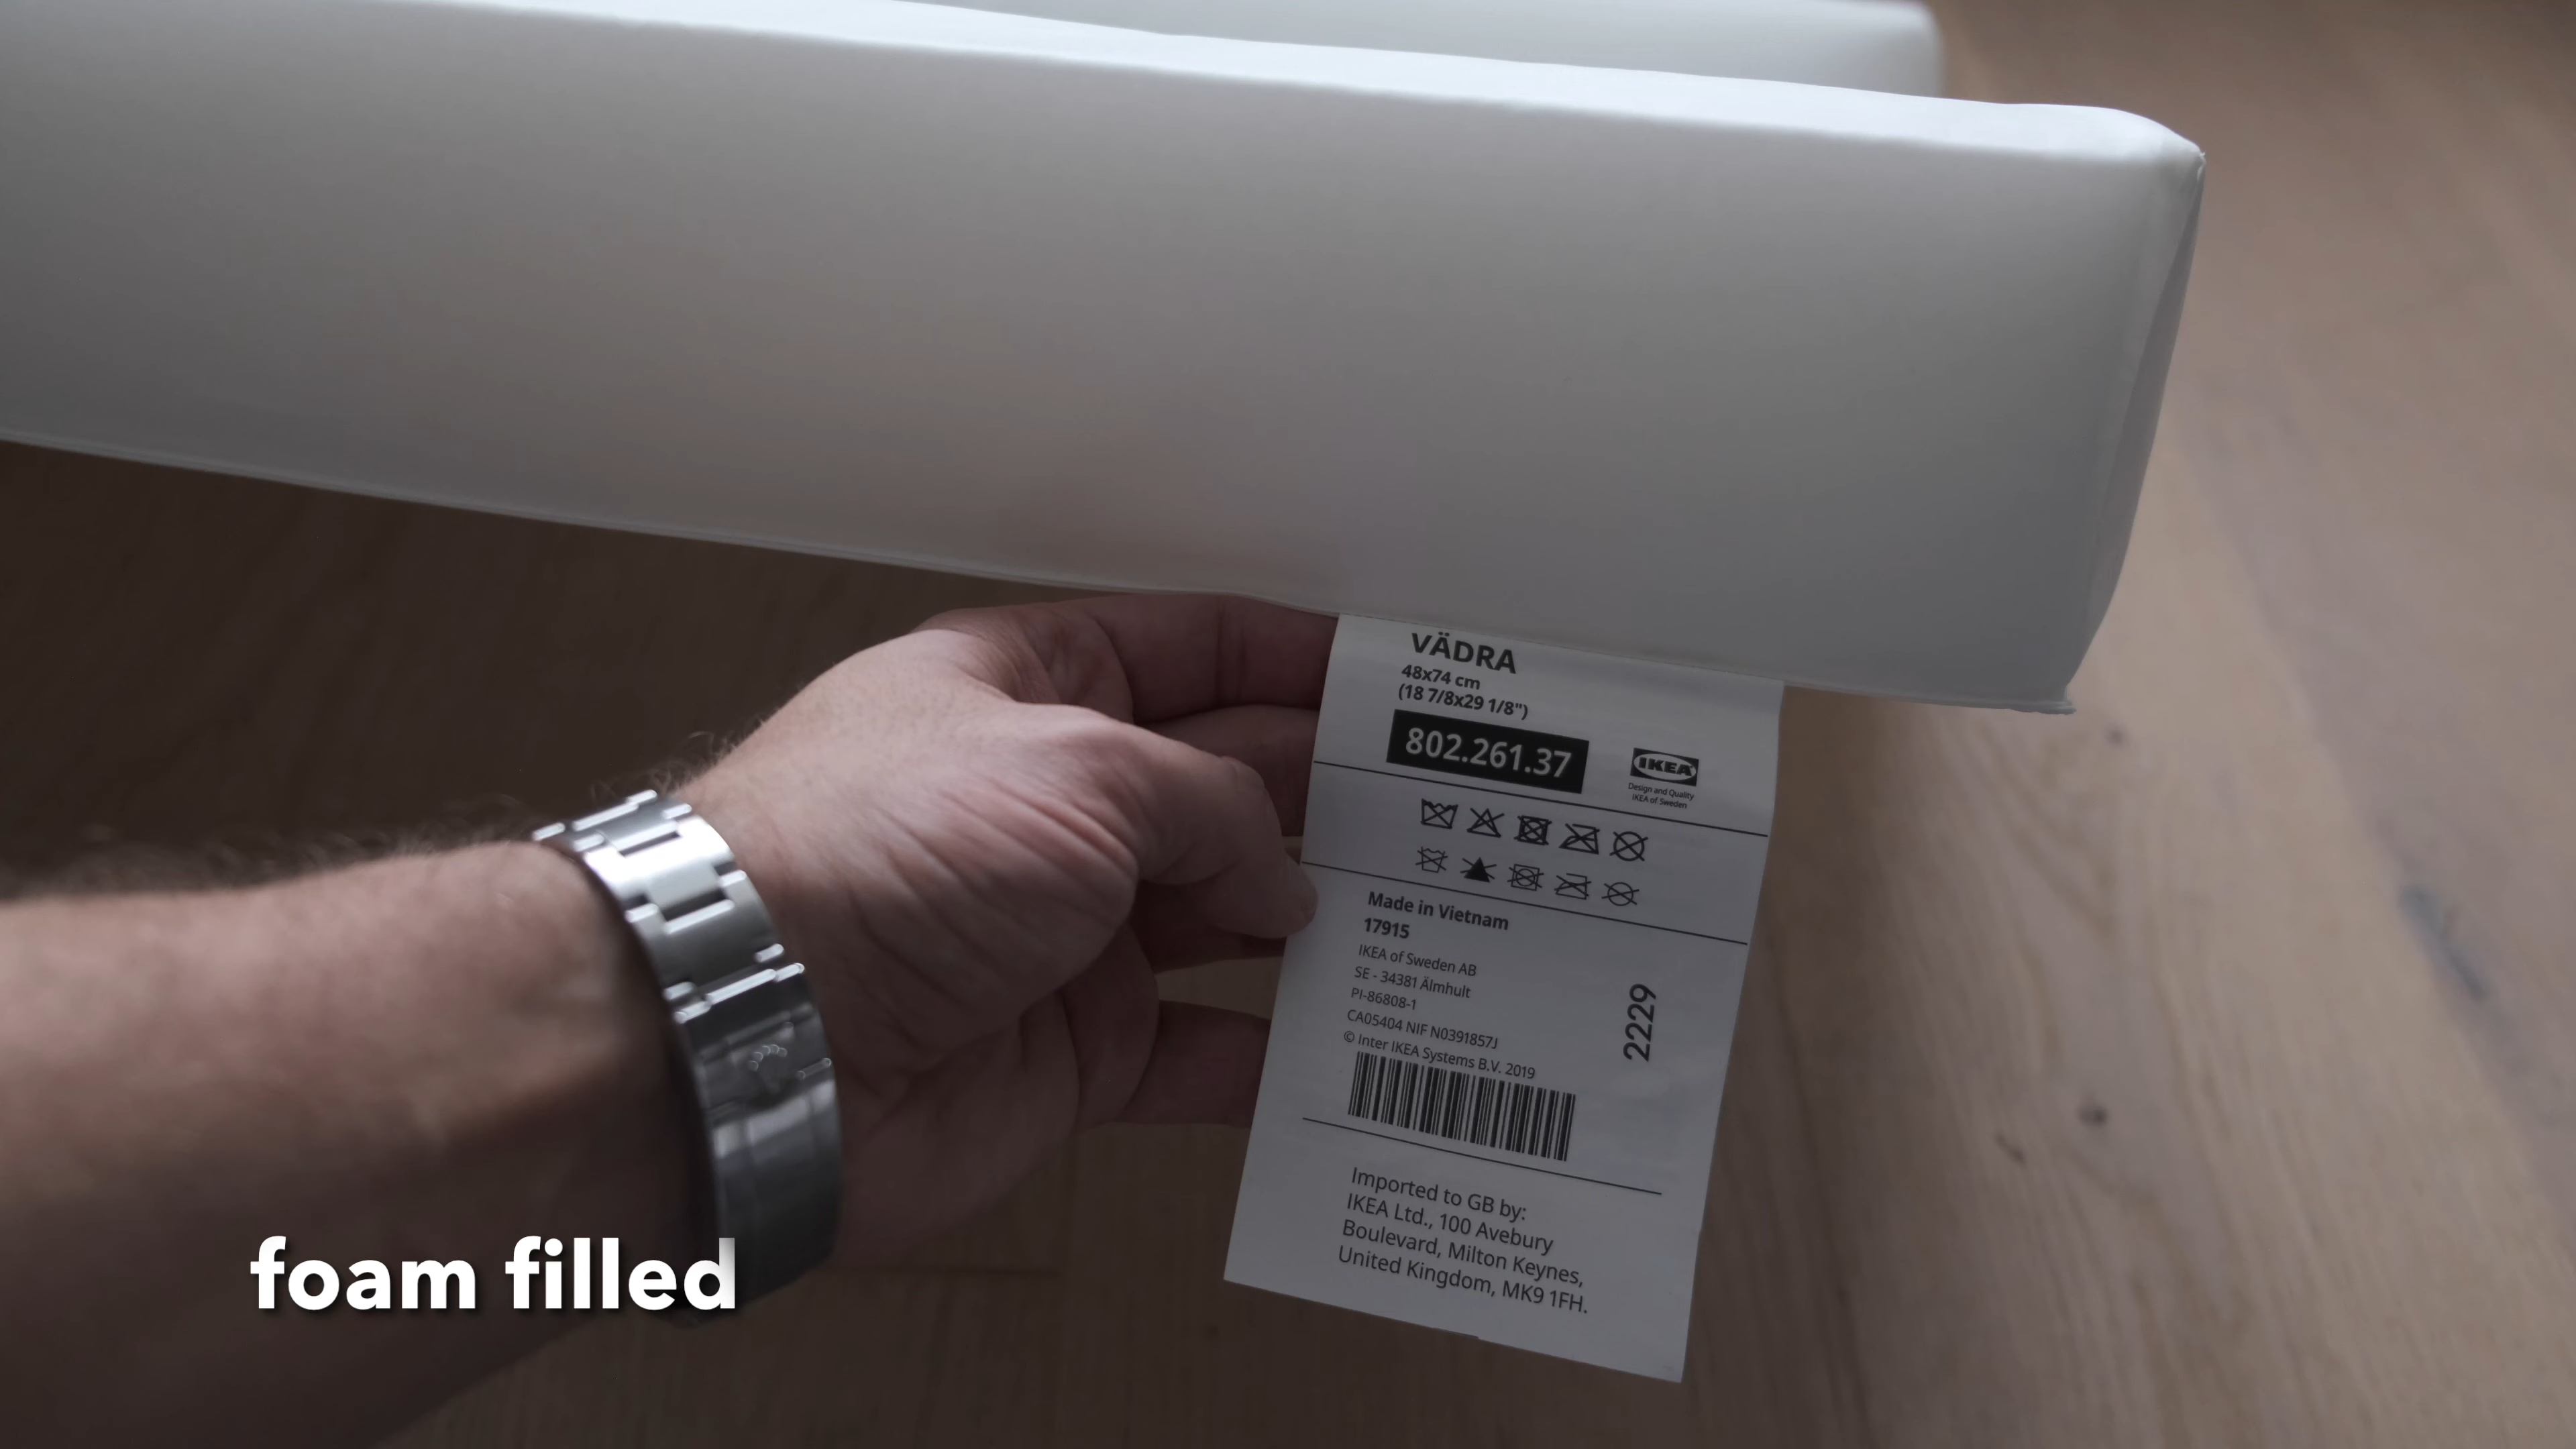 VÄDRA
48x74 cm
(18 7/8x29 1/8")
802.261.37
IKEA
Design and Quality
IKEA of Sweden
Made in Vietnam
17915
IKEA of Sweden AB
SE - 34381 Älmhult
PI-86808-1
CA05404 NIF N0391857J
© Inter IKEA Systems B.V. 2019
2229
Imported to GB by:
IKEA Ltd., 100 Avebury
Boulevard, Milton Keynes,
United Kingdom, MK9 1FH.
foam filled